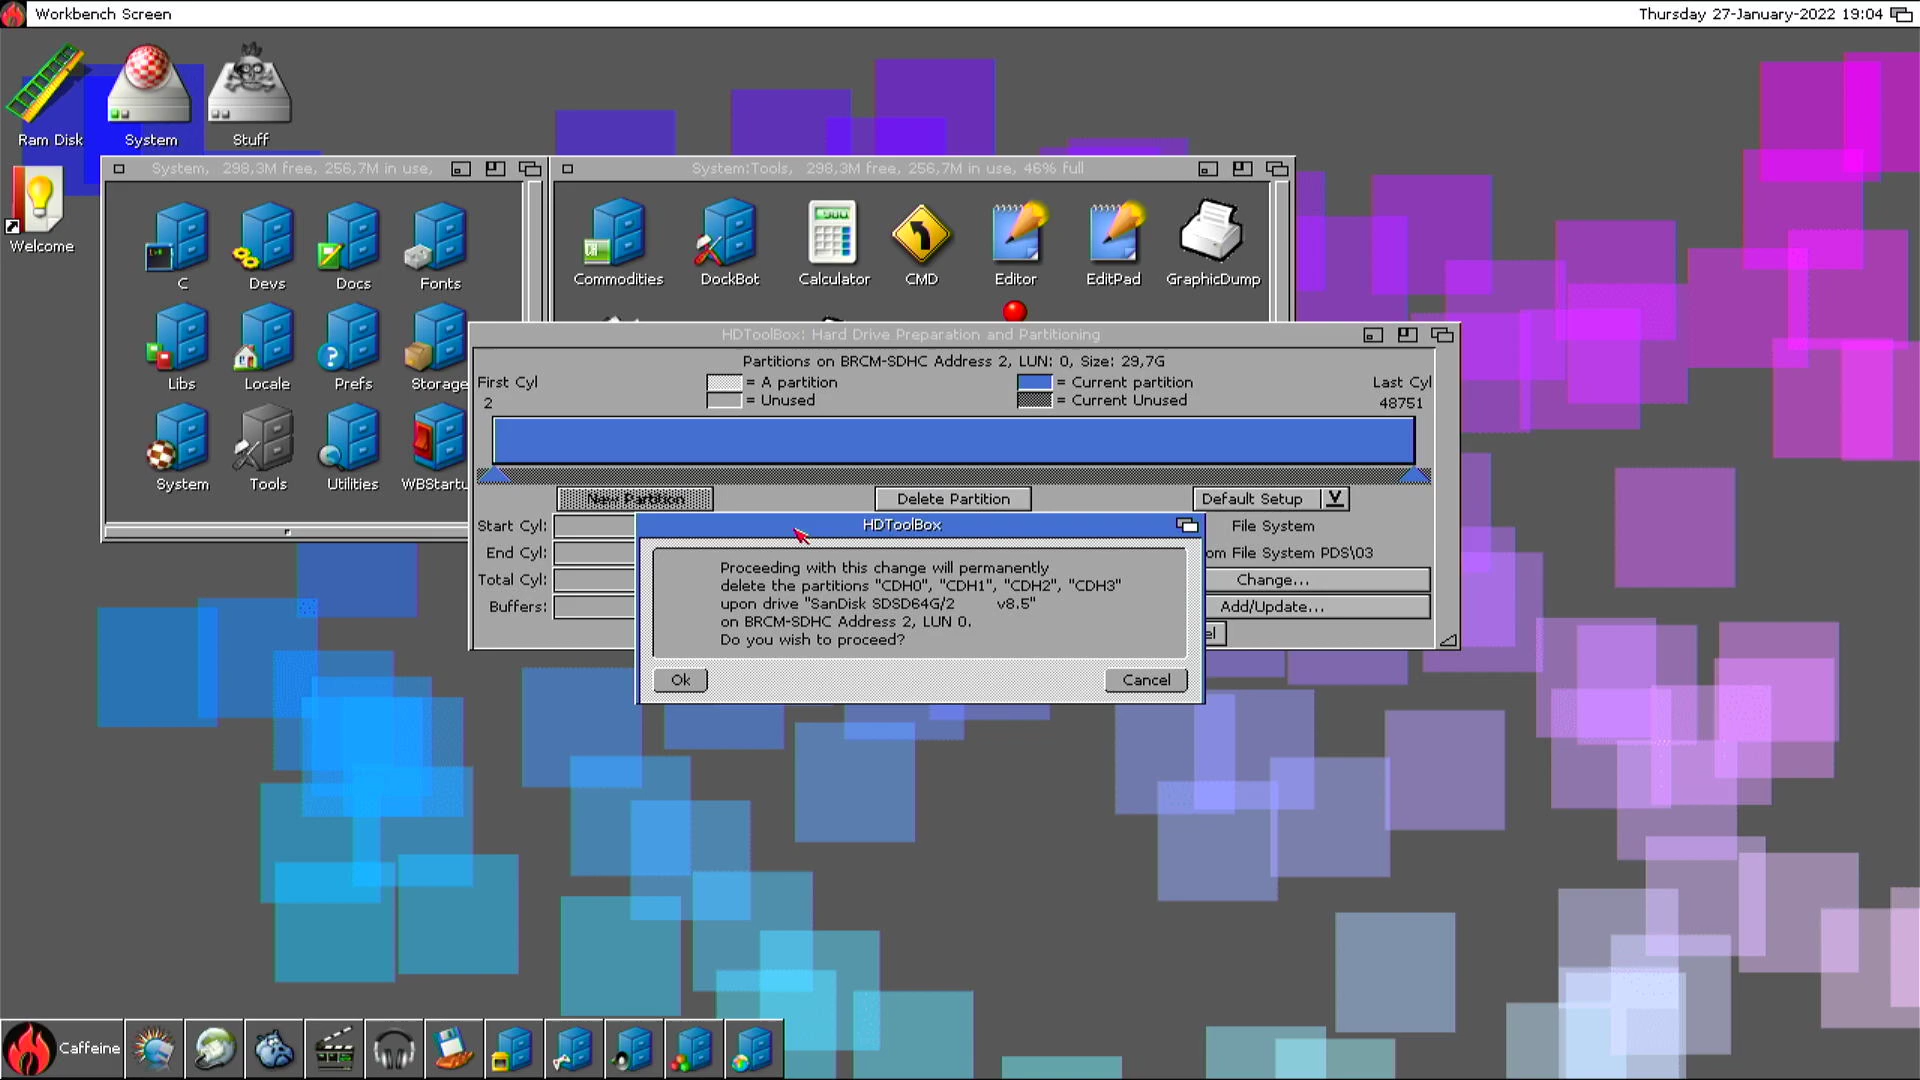 Workbench Screen
Thursday 27-January-2022 19:04
Ram Disk
System
Stuff
Welcome
System, 298,3M free, 256,7M in use,
C
Devs
Docs
Fonts
Libs
Locale
Prefs
Storage
System
Tools
Utilities
WBStartu
System:Tools, 298,3M free, 256,7M in use, 46% full
Commodities
DockBot
Calculator
CMD
Editor
EditPad
GraphicDump
HDToolBox: Hard Drive Preparation and Partitioning
Partitions on BRCM-SDHC Address 2, LUN: 0, Size: 29,7G
First Cyl
= A partition
= Current partition
Last Cyl
2
= Unused
= Current Unused
48751
New Partition
Delete Partition
Default Setup
Start Cyl:
File System
End Cyl:
om File System PDS\03
Total Cyl:
Change...
Buffers:
Add/Update...
el
HDToolBox
Proceeding with this change will permanently
delete the partitions "CDH0", "CDH1", "CDH2", "CDH3"
upon drive "SanDisk SDSD64G/2 v8.5"
on BRCM-SDHC Address 2, LUN 0.
Do you wish to proceed?
Ok
Cancel
Caffeine